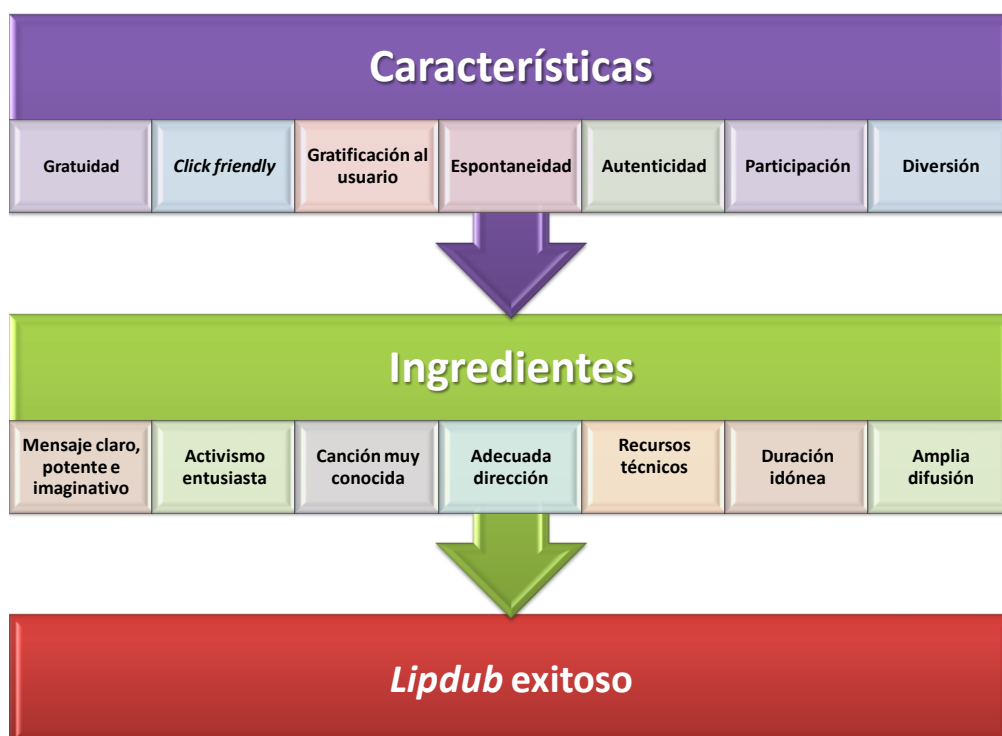 Características
Gratuidad
Click friendly
Gratificación al
usuario
Espontaneidad
Autenticidad
Participación
Diversión
Ingredientes
Mensaje claro,
potente e
imaginativo
Activismo
entusiasta
Canción muy
conocida
Adecuada
dirección
Recursos
técnicos
Duración
idónea
Amplia
difusión
Lipdub exitoso